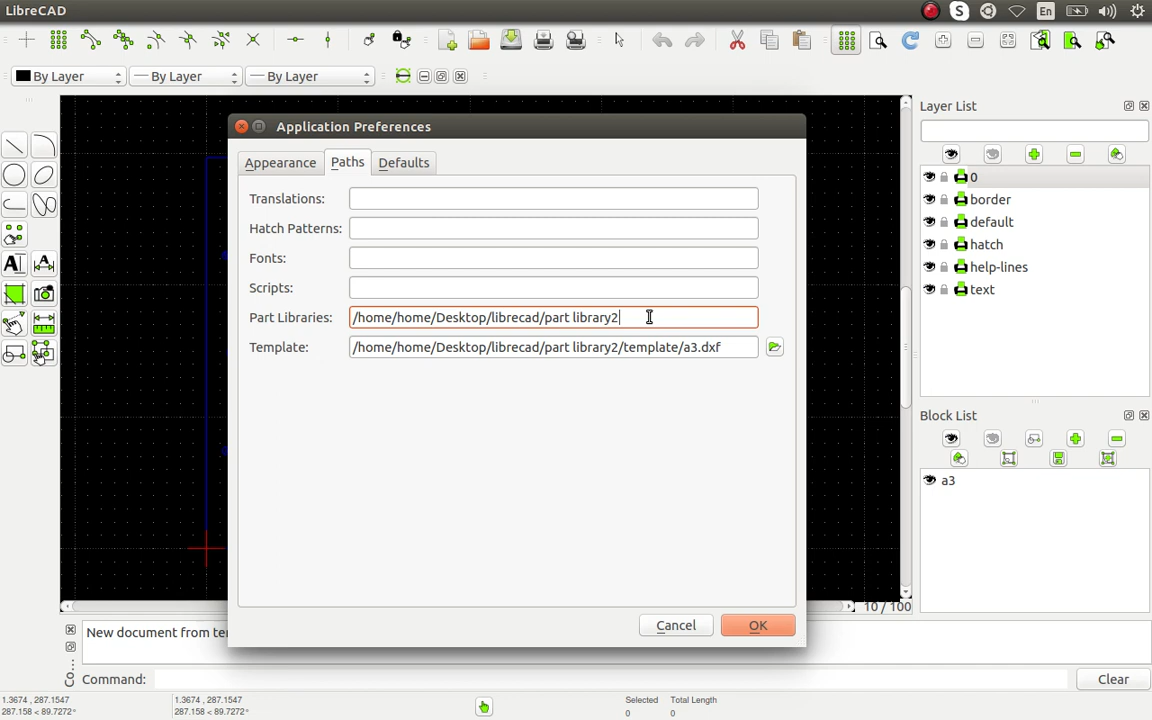 LibreCAD
En
By Layer
By Layer
By Layer
Layer List
0
border
default
hatch
help-lines
text
Block List
a3
Application Preferences
Appearance
Paths
Defaults
Translations:
Hatch Patterns:
Fonts:
Scripts:
Part Libraries:
/home/home/Desktop/librecad/part library2
Template:
/home/home/Desktop/librecad/part library2/template/a3.dxf
Cancel
OK
10 / 100
New document from te
Co...
Command:
Clear
1.3674 , 287.1547
287.158 < 89.7272°
1.3674 , 287.1547
287.158 < 89.7272°
Selected
0
Total Length
0